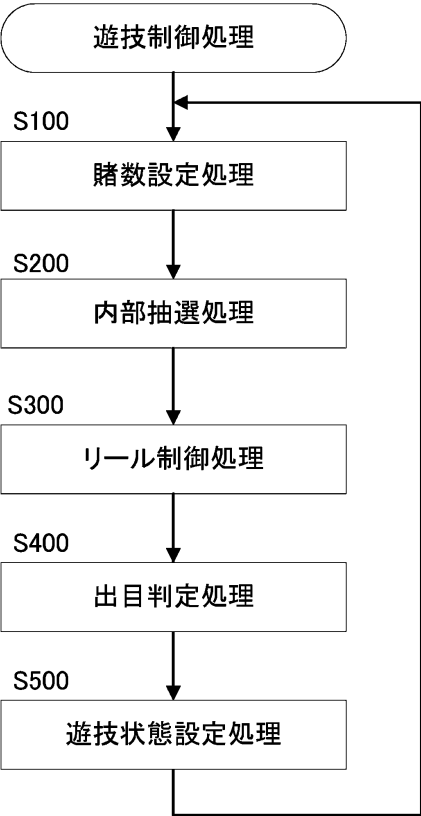 遊技制御処理
S100
賭数設定処理
S200
内部抽選処理
S300
リール制御処理
S400
出目判定処理
S500
遊技状態設定処理